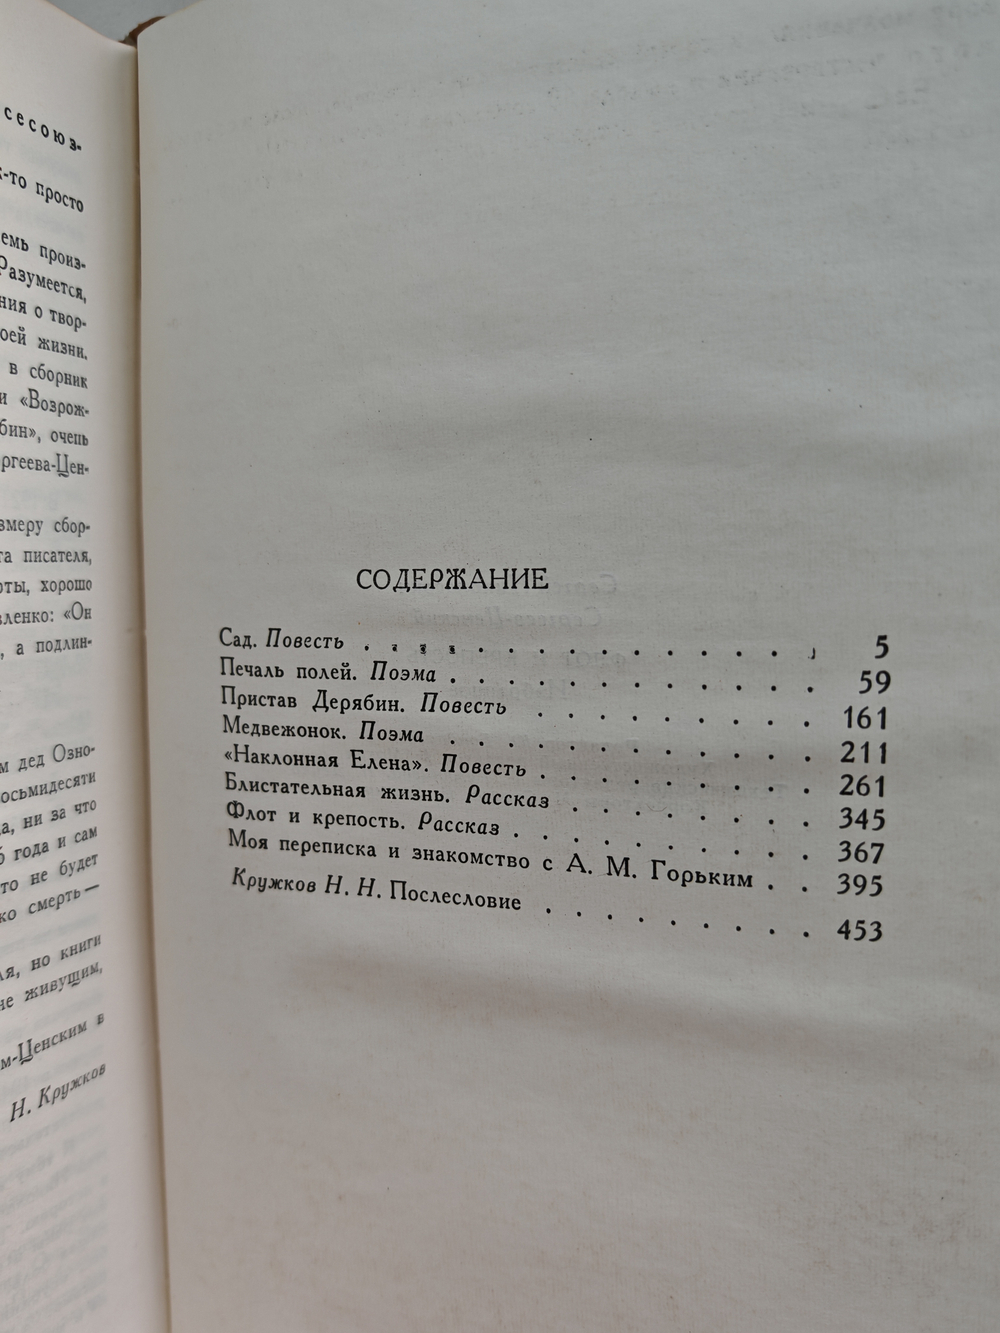 сесоюз-
к-то просто
емь произ-
Разумеется,
ния о твор-
оей жизни.
в сборник
и «Возрож-
бин», очень
ргеева-Цен-
змеру сбор-
та писателя,
оты, хорошо
вленко: «Он
, а подлин-
м дед Озно-
осьмидесяти
а, ни за что
6 года и сам
то не будет
ко смерть —
ля, но книги
не живущим,
м-Ценским в
Н. Кружков
СОДЕРЖАНИЕ
Сад. Повесть . . . . . . . . . . . . . . . 5
Печаль полей. Поэма . . . . . . . . . . . . . 59
Пристав Дерябин. Повесть . . . . . . . . . . 161
Медвежонок. Поэма . . . . . . . . . . . . . 211
«Наклонная Елена». Повесть . . . . . . . . . . 261
Блистательная жизнь. Рассказ . . . . . . . . . 345
Флот и крепость. Рассказ . . . . . . . . . . . 367
Моя переписка и знакомство с А. М. Горьким . . 395
Кружков Н. Н. Послесловие . . . . . . . . . 453